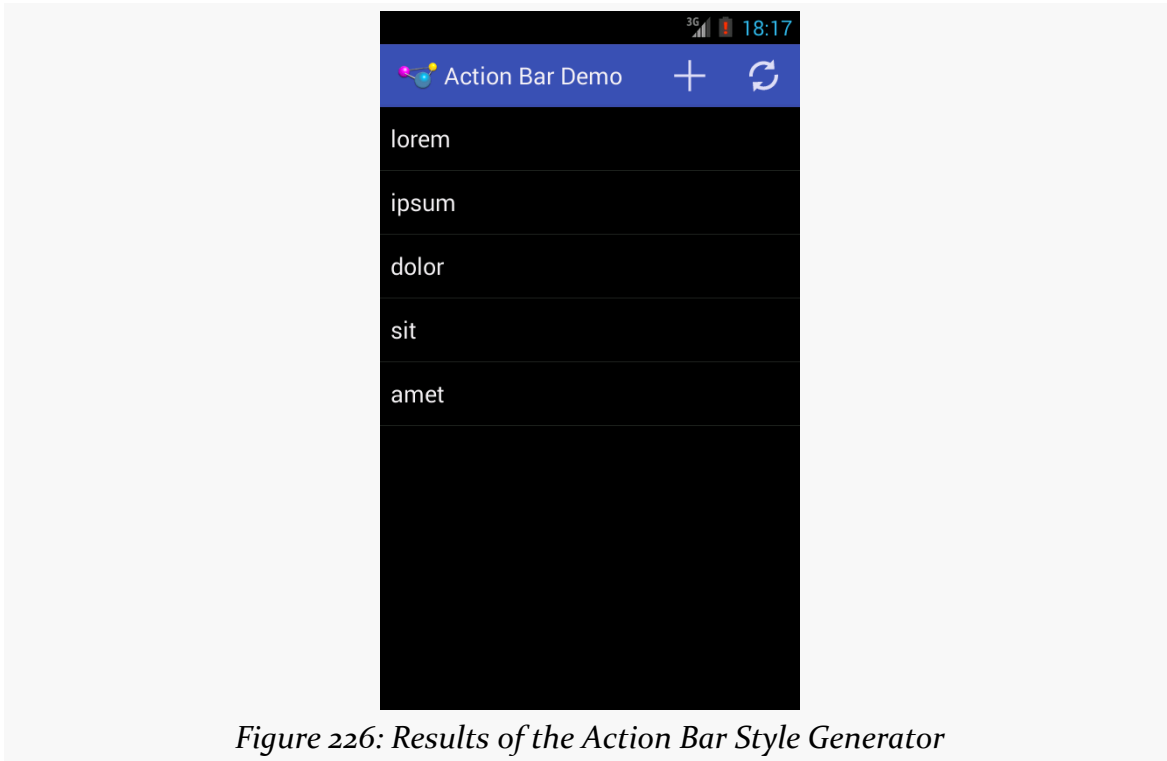 3G 18:17
Action Bar Demo
lorem
ipsum
dolor
sit
amet
Figure 226: Results of the Action Bar Style Generator